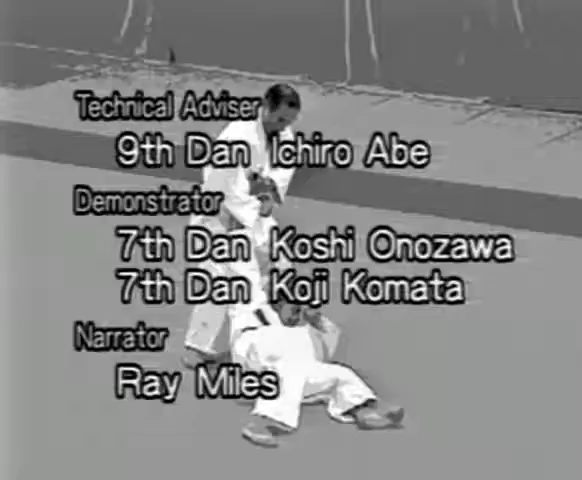 Technical Adviser
9th Dan Ichiro Abe
Demonstrator
7th Dan Koshi Onozawa
7th Dan Koji Komata
Narrator
Ray Miles